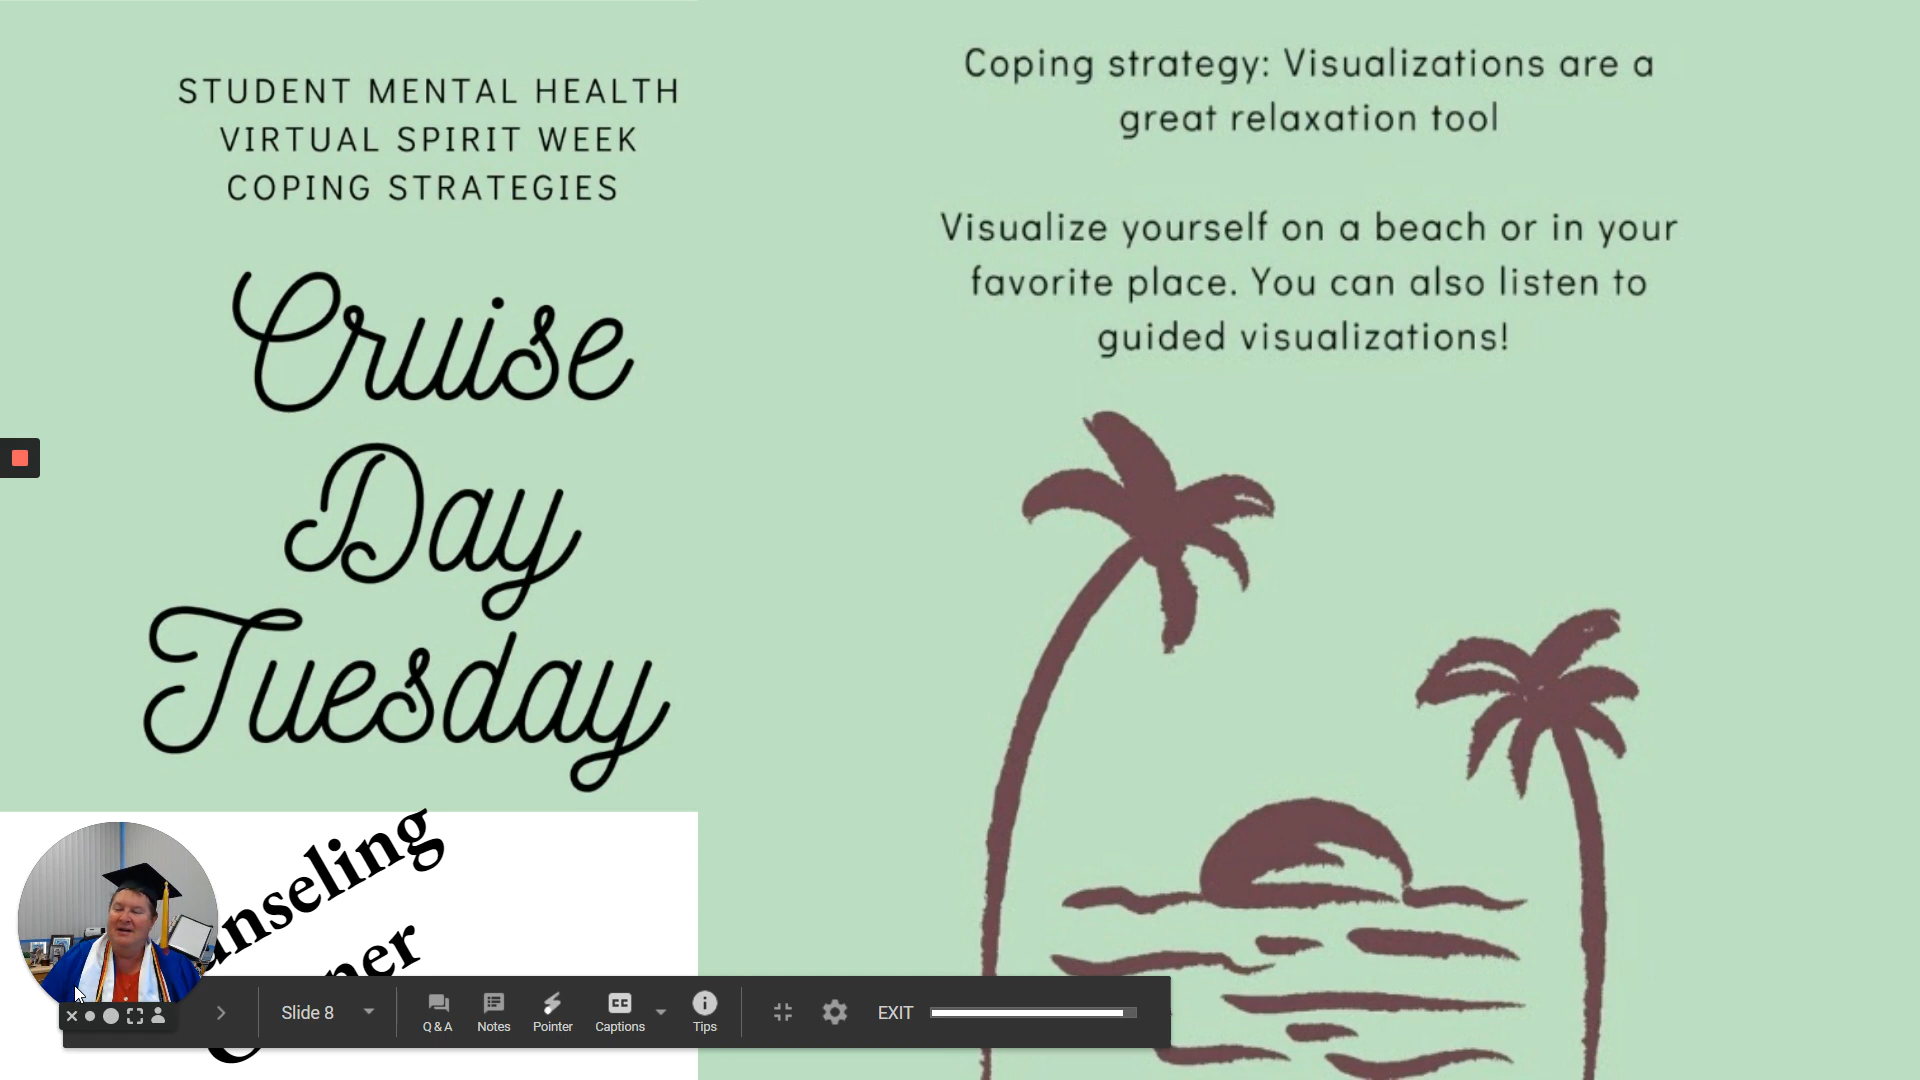 STUDENT MENTAL HEALTH
VIRTUAL SPIRIT WEEK
COPING STRATEGIES
Cruise
Day
Tuesday
Coping strategy: Visualizations are a
great relaxation tool
Visualize yourself on a beach or in your
favorite place. You can also listen to
guided visualizations!
Slide 8
Q&A
Notes
Pointer
CC
Captions
Tips
EXIT